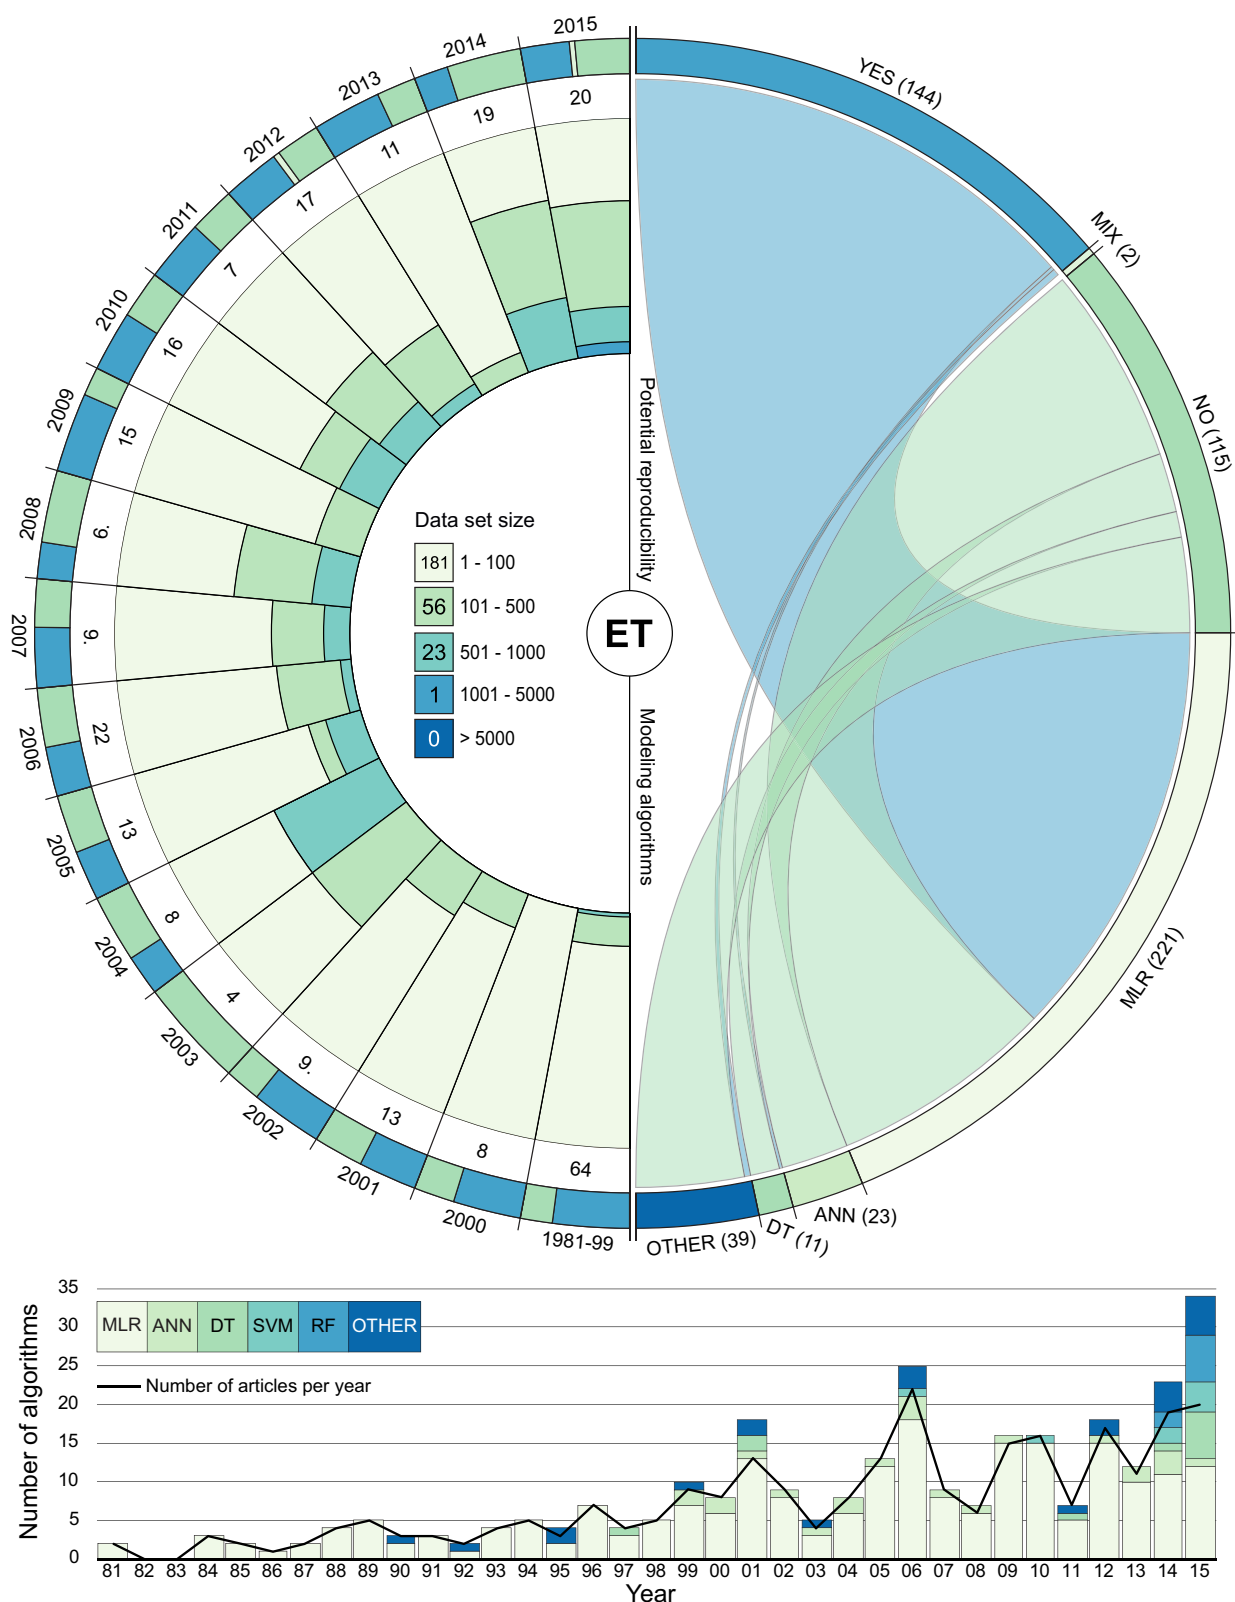 2015
2014
2013
2012
2011
2010
2009
2008
2007
2006
2005
2004
2003
2002
2001
2000
1981-99
20
19
11
17
7
16
15
6.
9.
22
13
8
4
9.
13
8
64
YES (144)
MIX (2)
NO (115)
MLR (221)
ANN (23)
DT (11)
OTHER (39)
Potential reproducibility
ET
Modeling algorithms
Data set size
181 1 - 100
56 101 - 500
23 501 - 1000
1 1001 - 5000
0 > 5000
35
30
25
20
15
10
5
0
Number of algorithms
MLR ANN DT SVM RF OTHER
Number of articles per year
81 82 83 84 85 86 87 88 89 90 91 92 93 94 95 96 97 98 99 00 01 02 03 04 05 06 07 08 09 10 11 12 13 14 15
Year